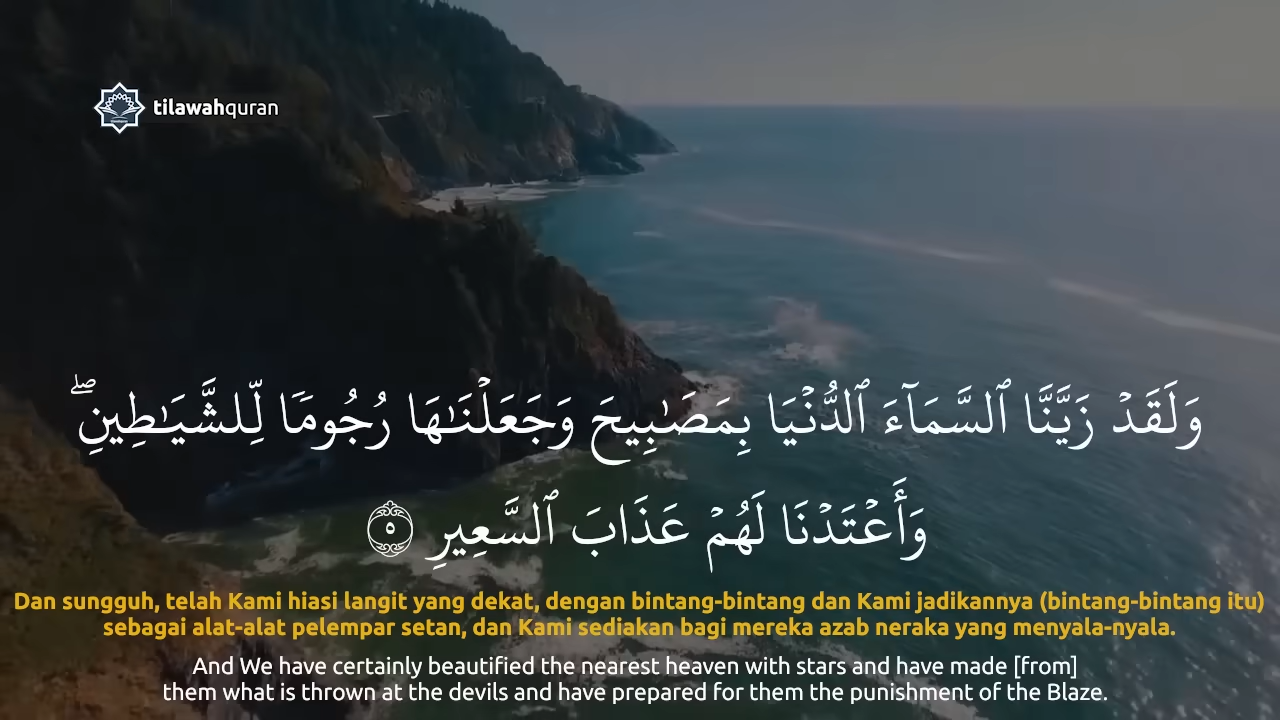 tilawahquran
وَلَقَدۡ زَيَّنَّا ٱلسَّمَآءَ ٱلدُّنۡيَا بِمَصَٰبِيحَ وَجَعَلۡنَٰهَا رُجُومٗا لِّلشَّيَٰطِينِۖ
وَأَعۡتَدۡنَا لَهُمۡ عَذَابَ ٱلسَّعِيرِ ٥
Dan sungguh, telah Kami hiasi langit yang dekat, dengan bintang-bintang dan Kami jadikannya (bintang-bintang itu)
sebagai alat-alat pelempar setan, dan Kami sediakan bagi mereka azab neraka yang menyala-nyala.
And We have certainly beautified the nearest heaven with stars and have made [from]
them what is thrown at the devils and have prepared for them the punishment of the Blaze.